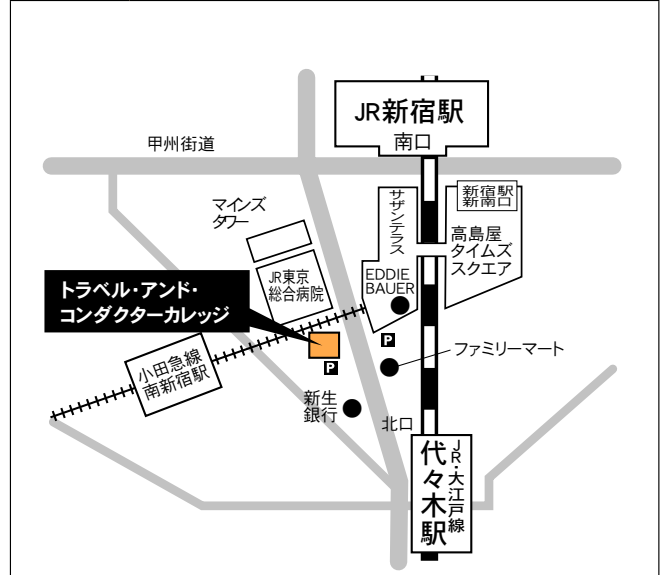 JR新宿駅
南口
甲州街道
新宿駅
新南口
サザンテラス
高島屋
タイムズ
スクエア
マインズ
タワー
JR東京
総合病院
EDDIE
BAUER
トラベル・アンド・
コンダクターカレッジ
P
ファミリーマート
P
小田急線
南新宿駅
新生
銀行
北口
JR・大江戸線
代々木駅